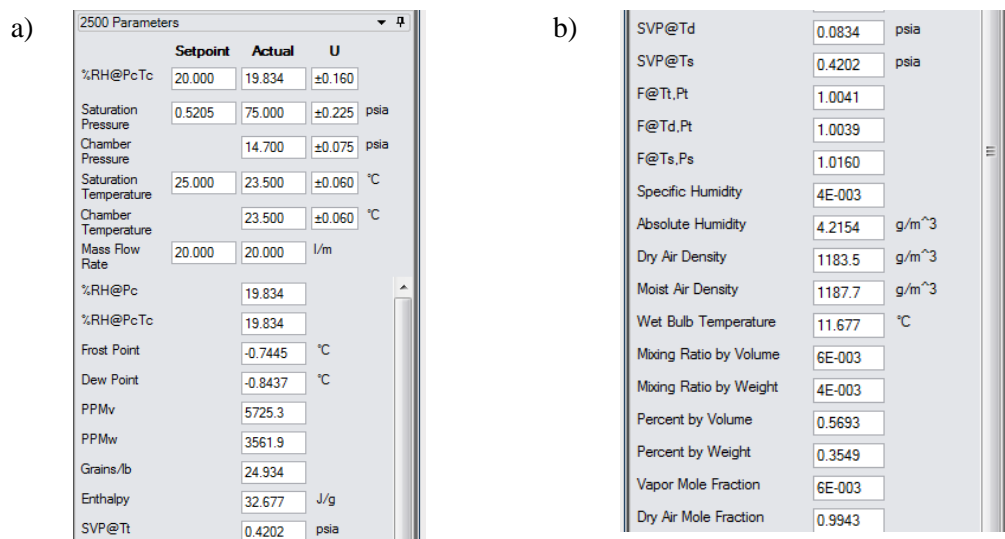 a)
2500 Parameters
Setpoint Actual U
%RH@PcTc 20.000 19.834 ±0.160
Saturation Pressure 0.5205 75.000 ±0.225 psia
Chamber Pressure 14.700 ±0.075 psia
Saturation Temperature 25.000 23.500 ±0.060 °C
Chamber Temperature 23.500 ±0.060 °C
Mass Flow Rate 20.000 20.000 l/m
%RH@Pc 19.834
%RH@PcTc 19.834
Frost Point -0.7445 °C
Dew Point -0.8437 °C
PPMv 5725.3
PPMw 3561.9
Grains/lb 24.934
Enthalpy 32.677 J/g
SVP@Tt 0.4202 psia
b)
SVP@Td 0.0834 psia
SVP@Ts 0.4202 psia
F@Tt,Pt 1.0041
F@Td,Pt 1.0039
F@Ts,Ps 1.0160
Specific Humidity 4E-003
Absolute Humidity 4.2154 g/m^3
Dry Air Density 1183.5 g/m^3
Moist Air Density 1187.7 g/m^3
Wet Bulb Temperature 11.677 °C
Mixing Ratio by Volume 6E-003
Mixing Ratio by Weight 4E-003
Percent by Volume 0.5693
Percent by Weight 0.3549
Vapor Mole Fraction 6E-003
Dry Air Mole Fraction 0.9943